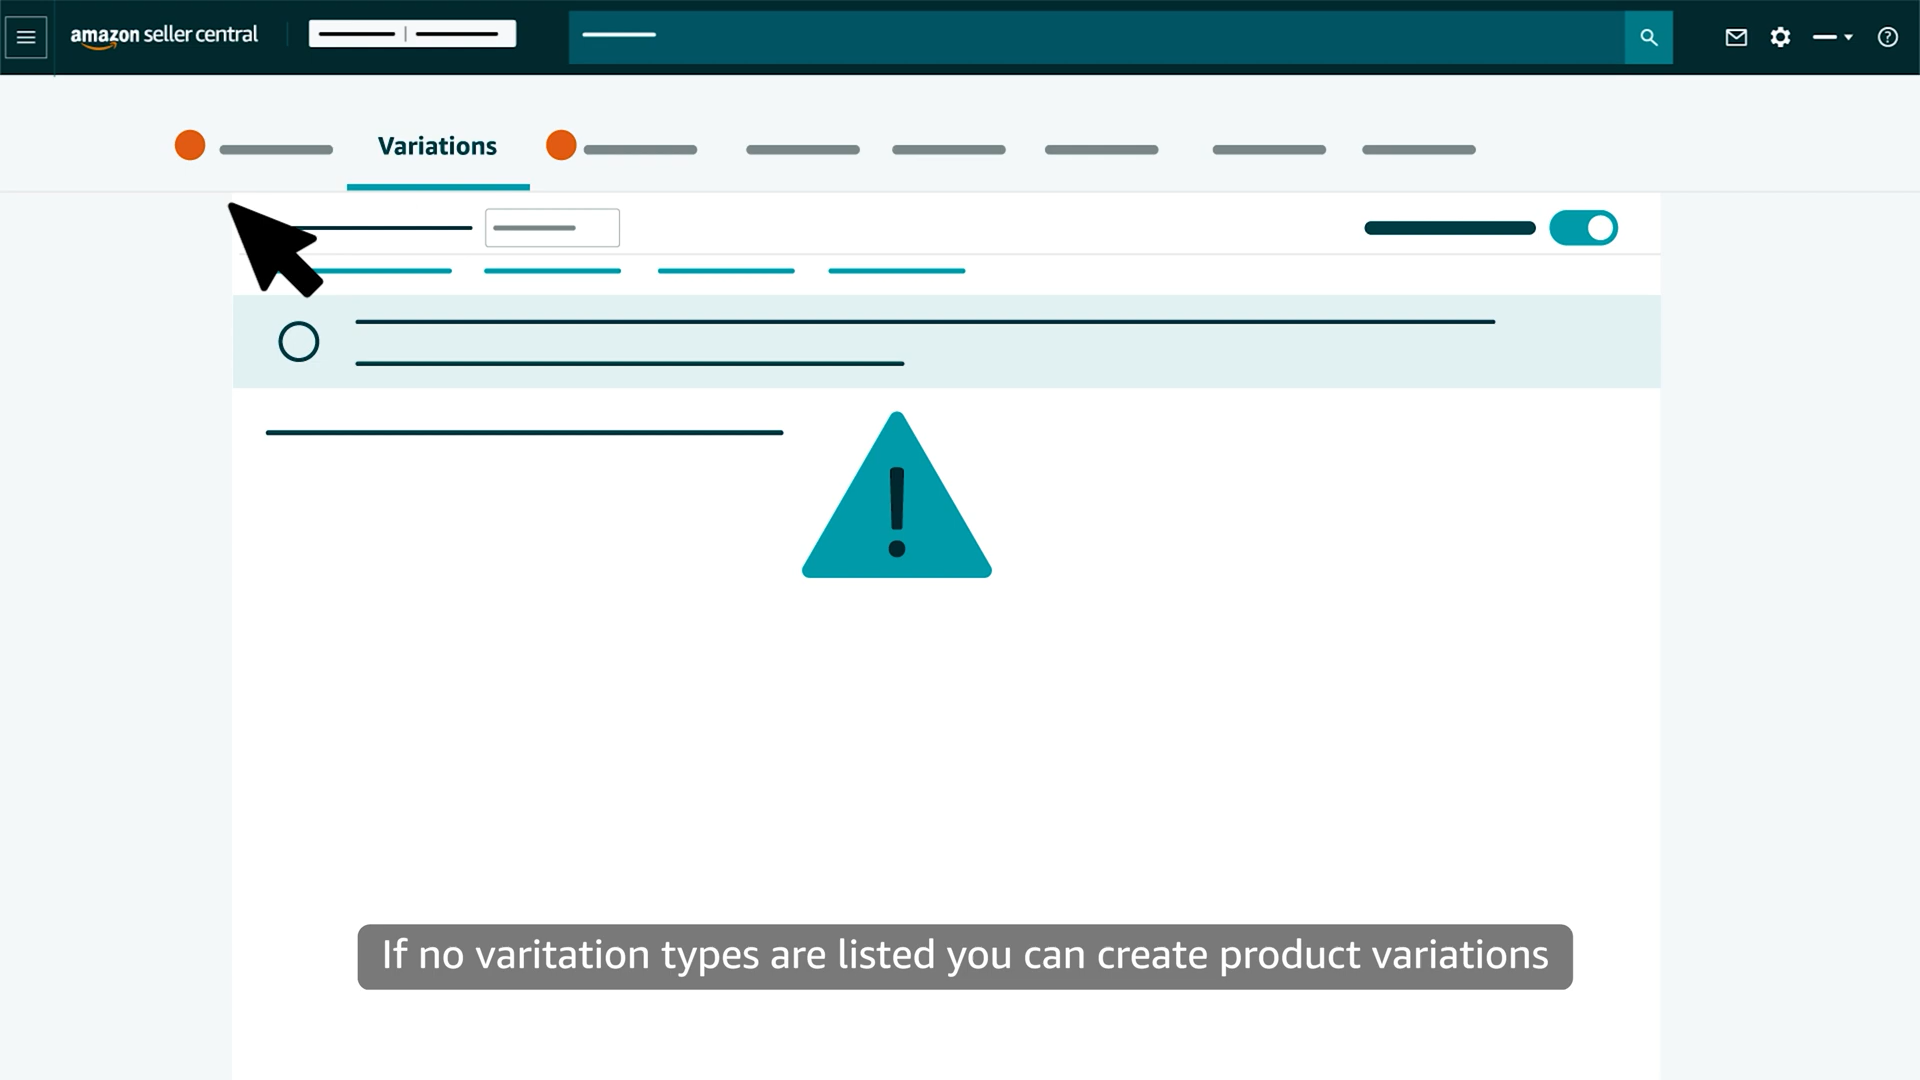 amazon seller central
Variations
If no varitation types are listed you can create product variations